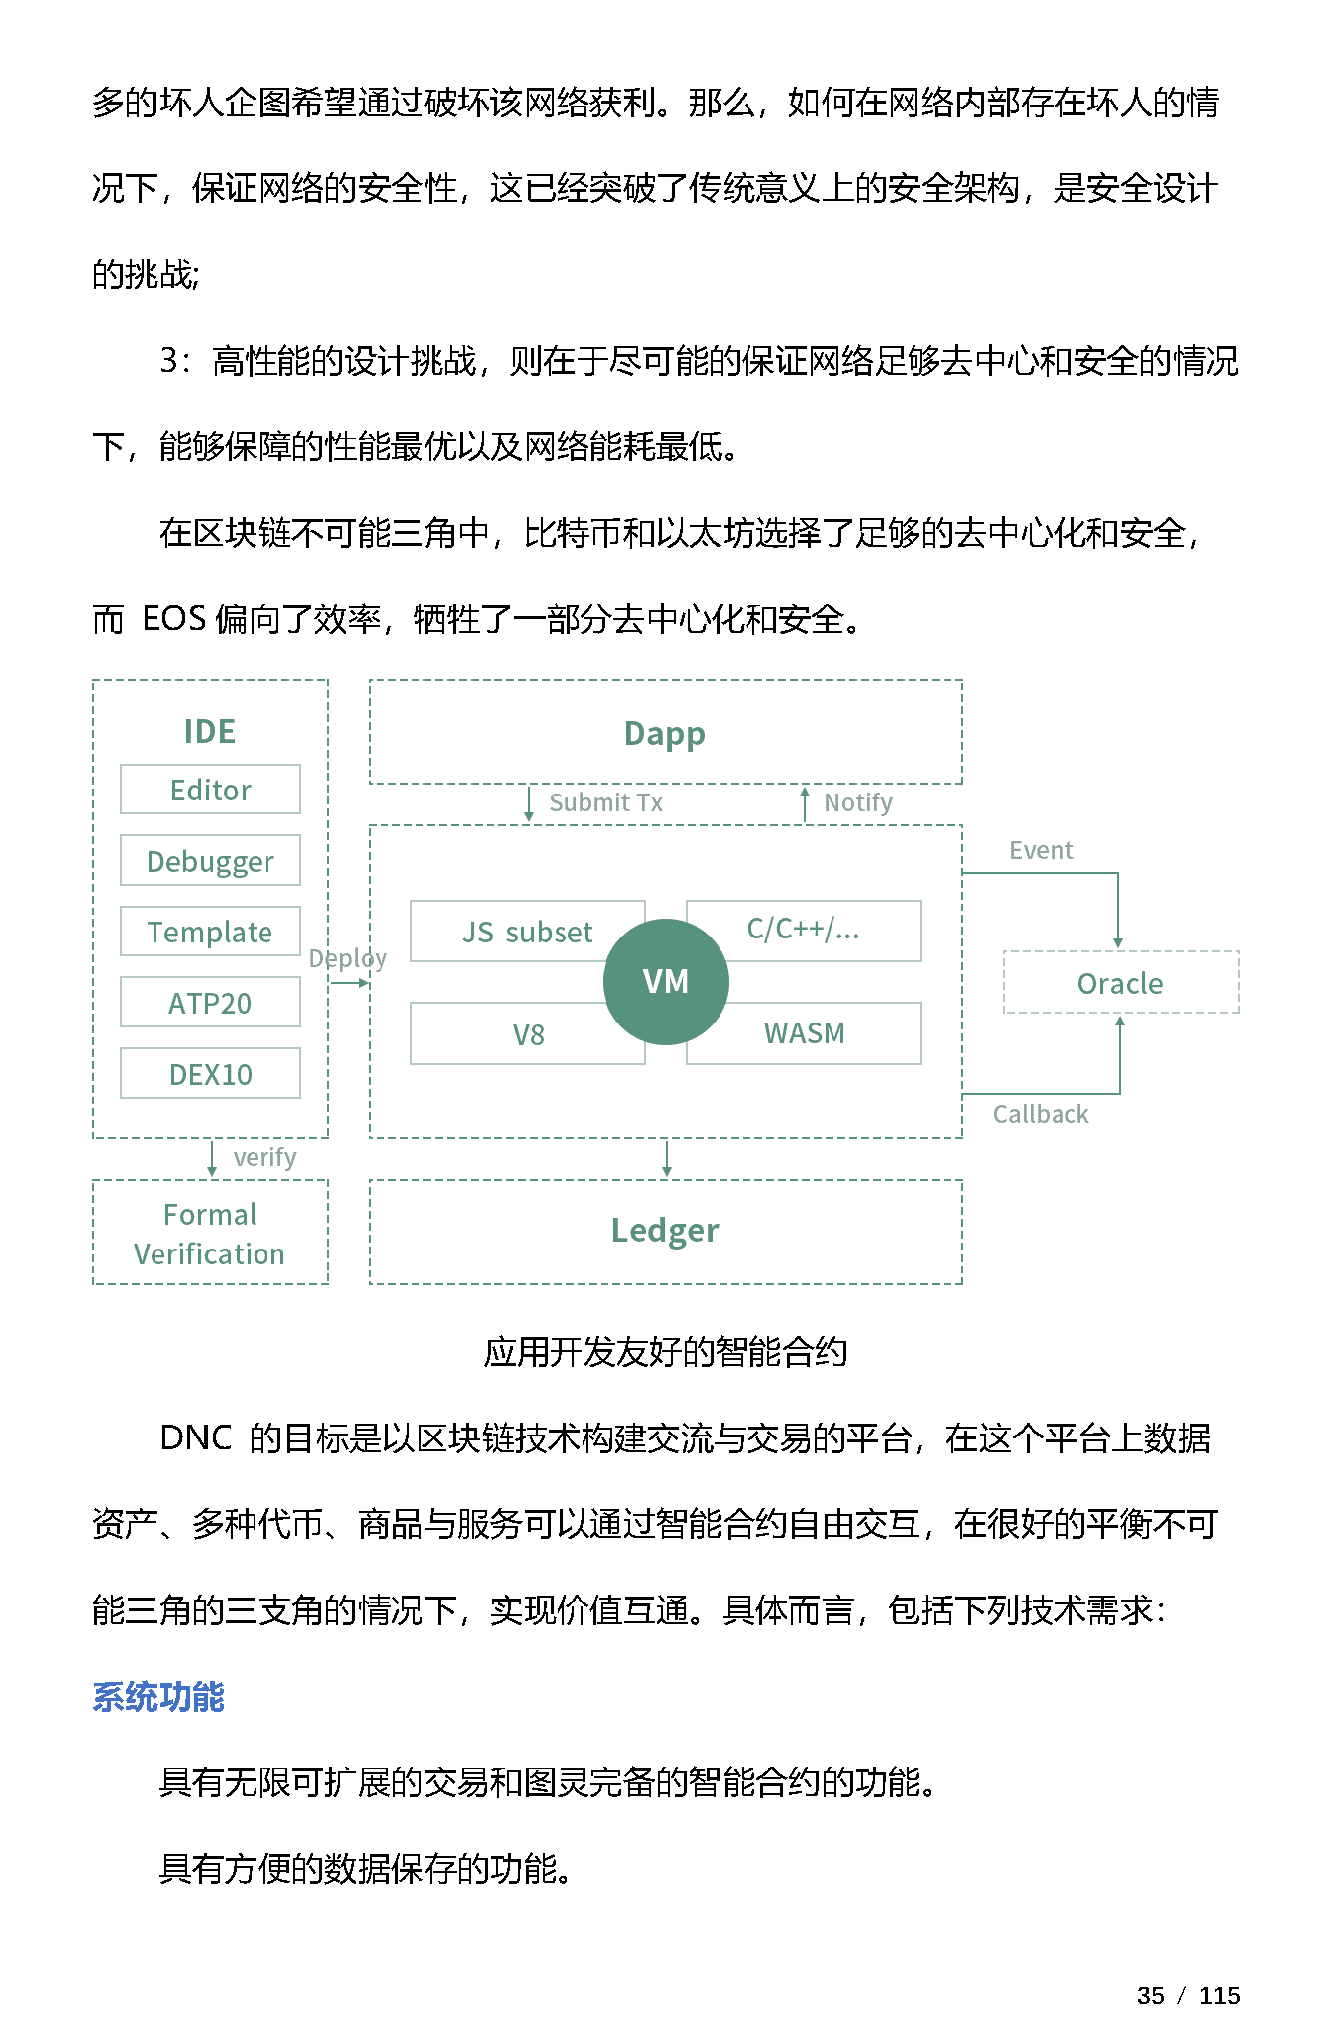 多的坏人企图希望通过破坏该网络获利。那么，如何在网络内部存在坏人的情
况下，保证网络的安全性，这已经突破了传统意义上的安全架构，是安全设计
的挑战;
3：高性能的设计挑战，则在于尽可能的保证网络足够去中心和安全的情况
下，能够保障的性能最优以及网络能耗最低。
在区块链不可能三角中，比特币和以太坊选择了足够的去中心化和安全，
而 EOS 偏向了效率，牺牲了一部分去中心化和安全。
IDE
Editor
Debugger
Template
ATP20
DEX10
Deploy
verify
Formal
Verification
Dapp
Submit Tx
Notify
JS subset
C/C++/...
VM
V8
WASM
Event
Oracle
Callback
Ledger
应用开发友好的智能合约
DNC 的目标是以区块链技术构建交流与交易的平台，在这个平台上数据
资产、多种代币、商品与服务可以通过智能合约自由交互，在很好的平衡不可
能三角的三支角的情况下，实现价值互通。具体而言，包括下列技术需求：
系统功能
具有无限可扩展的交易和图灵完备的智能合约的功能。
具有方便的数据保存的功能。
35 / 115